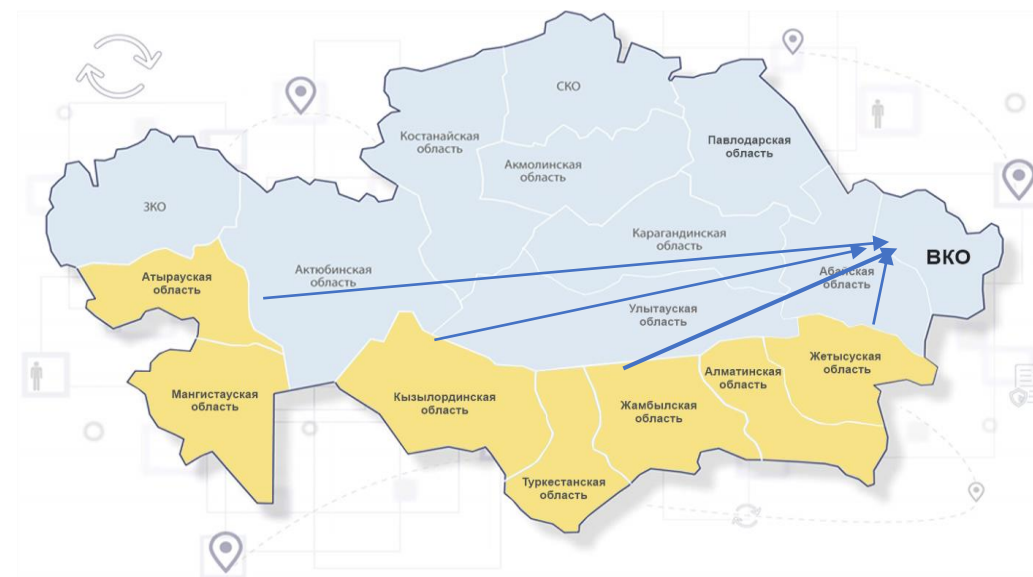 СКО
Костанайская
область
Павлодарская
область
Акмолинская
область
ЗКО
Карагандинская
область
ВКО
Атырауская
область
Актюбинская
область
Абайская
область
Улытауская
область
Жетысуская
область
Алматинская
область
Мангистауская
область
Кызылординская
область
Жамбылская
область
Туркестанская
область